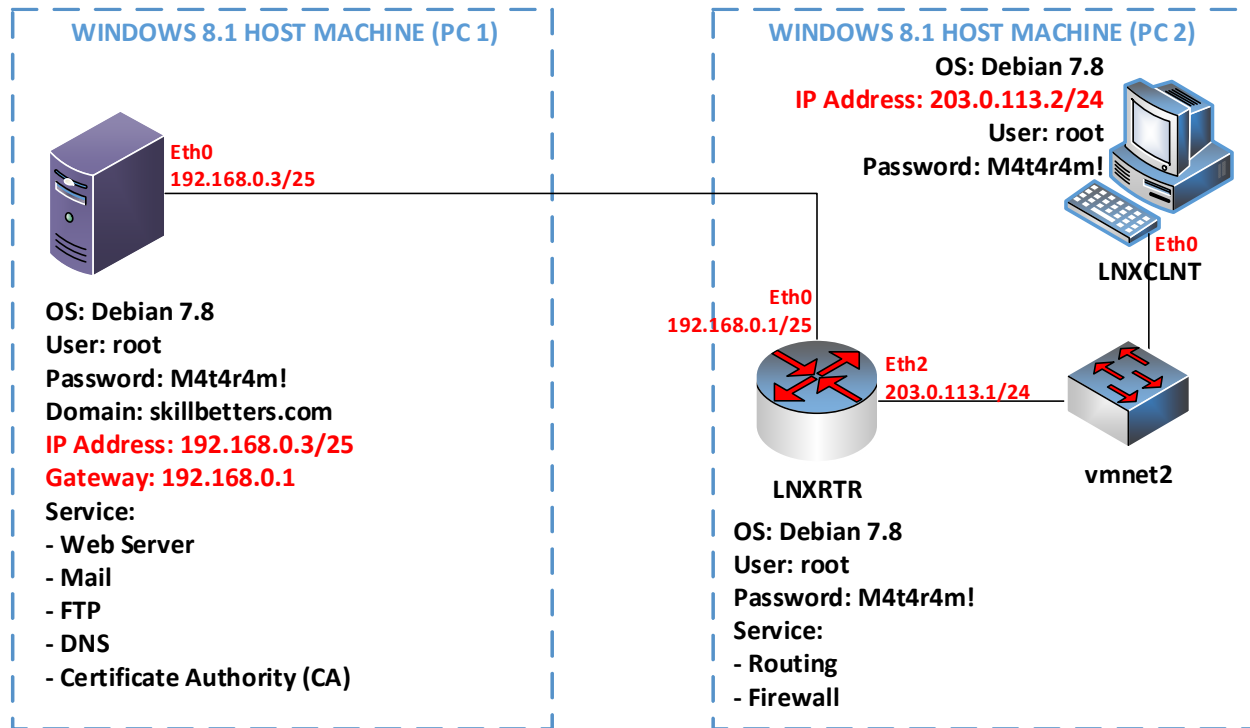 WINDOWS 8.1 HOST MACHINE (PC 1)
Eth0
192.168.0.3/25
OS: Debian 7.8
User: root
Password: M4t4r4m!
Domain: skillbetters.com
IP Address: 192.168.0.3/25
Gateway: 192.168.0.1
Service:
- Web Server
- Mail
- FTP
- DNS
- Certificate Authority (CA)
WINDOWS 8.1 HOST MACHINE (PC 2)
OS: Debian 7.8
IP Address: 203.0.113.2/24
User: root
Password: M4t4r4m!
Eth0
LNXCLNT
Eth0
192.168.0.1/25
Eth2
203.0.113.1/24
LNXRTR
vmnet2
OS: Debian 7.8
User: root
Password: M4t4r4m!
Service:
- Routing
- Firewall